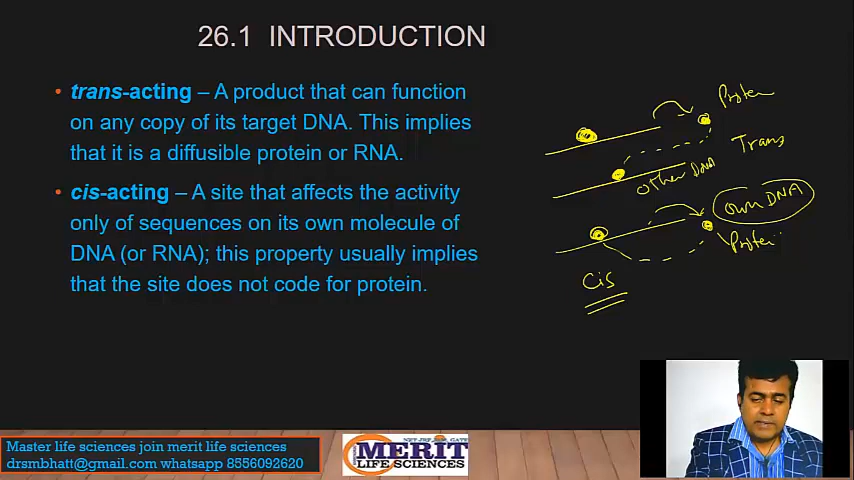 26.1 INTRODUCTION
• trans-acting – A product that can function
on any copy of its target DNA. This implies
that it is a diffusible protein or RNA.
• cis-acting – A site that affects the activity
only of sequences on its own molecule of
DNA (or RNA); this property usually implies
that the site does not code for protein.
Protein
Trans
other DNA
own DNA
Protein
Cis
Master life sciences join merit life sciences
drsmbhatt@gmail.com whatsapp 8556092620
MERIT
LIFE SCIENCES